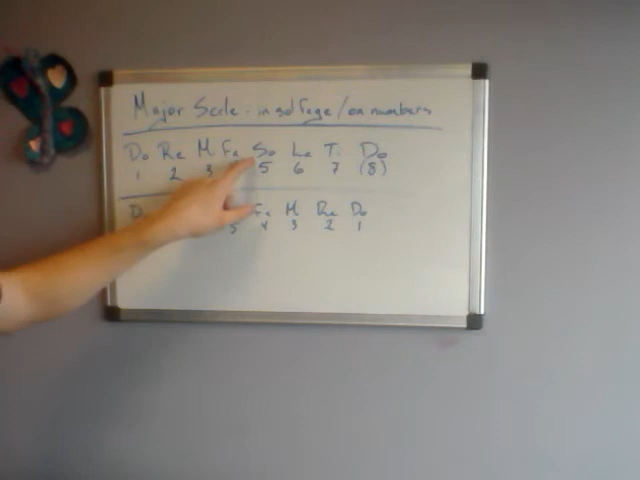 Major Scale - in solfege / on numbers
Do Re Mi Fa So La Ti Do
1 2 3 5 6 7 (8)
Fa Mi Re Do
5 4 3 2 1